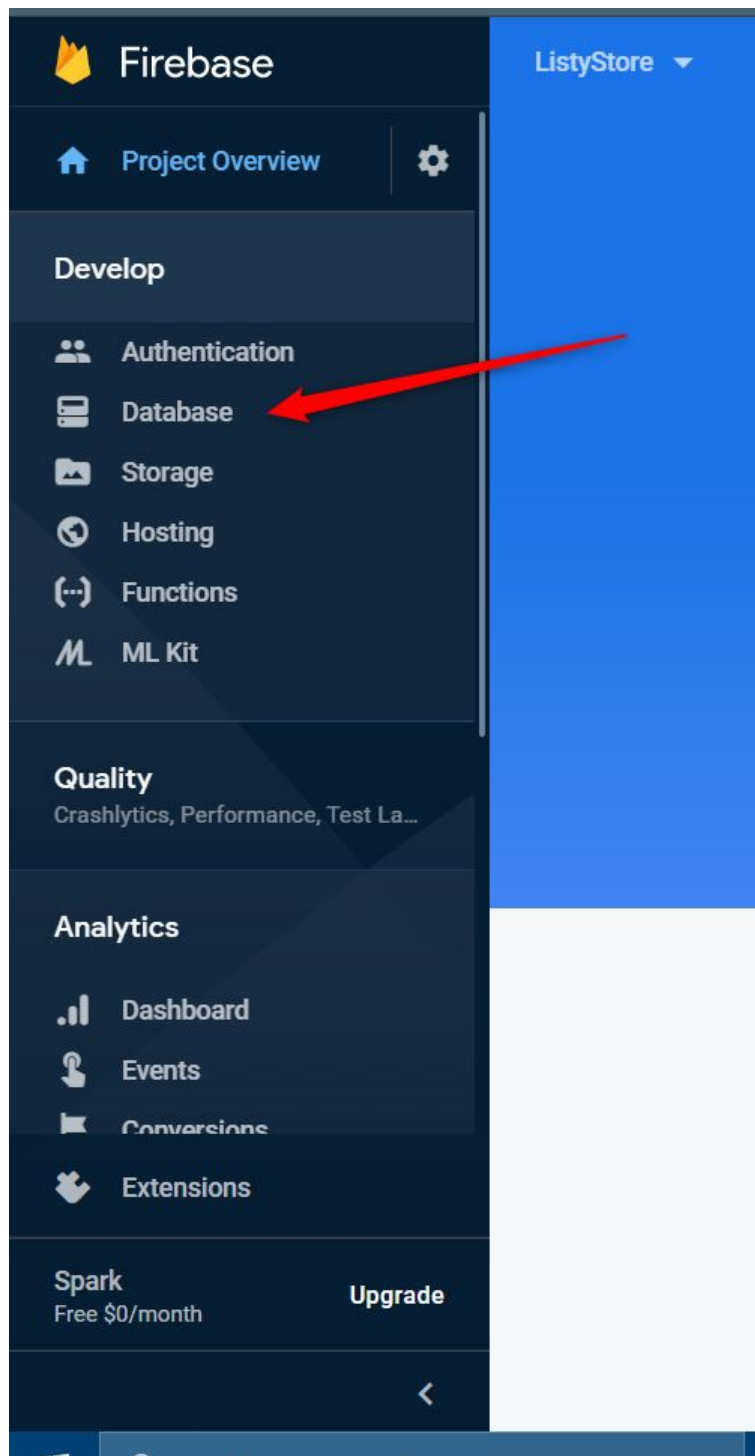 Firebase
ListyStore
Project Overview
Develop
Authentication
Database
Storage
Hosting
Functions
ML Kit
Quality
Crashlytics, Performance, Test La...
Analytics
Dashboard
Events
Conversions
Extensions
Spark
Free $0/month
Upgrade